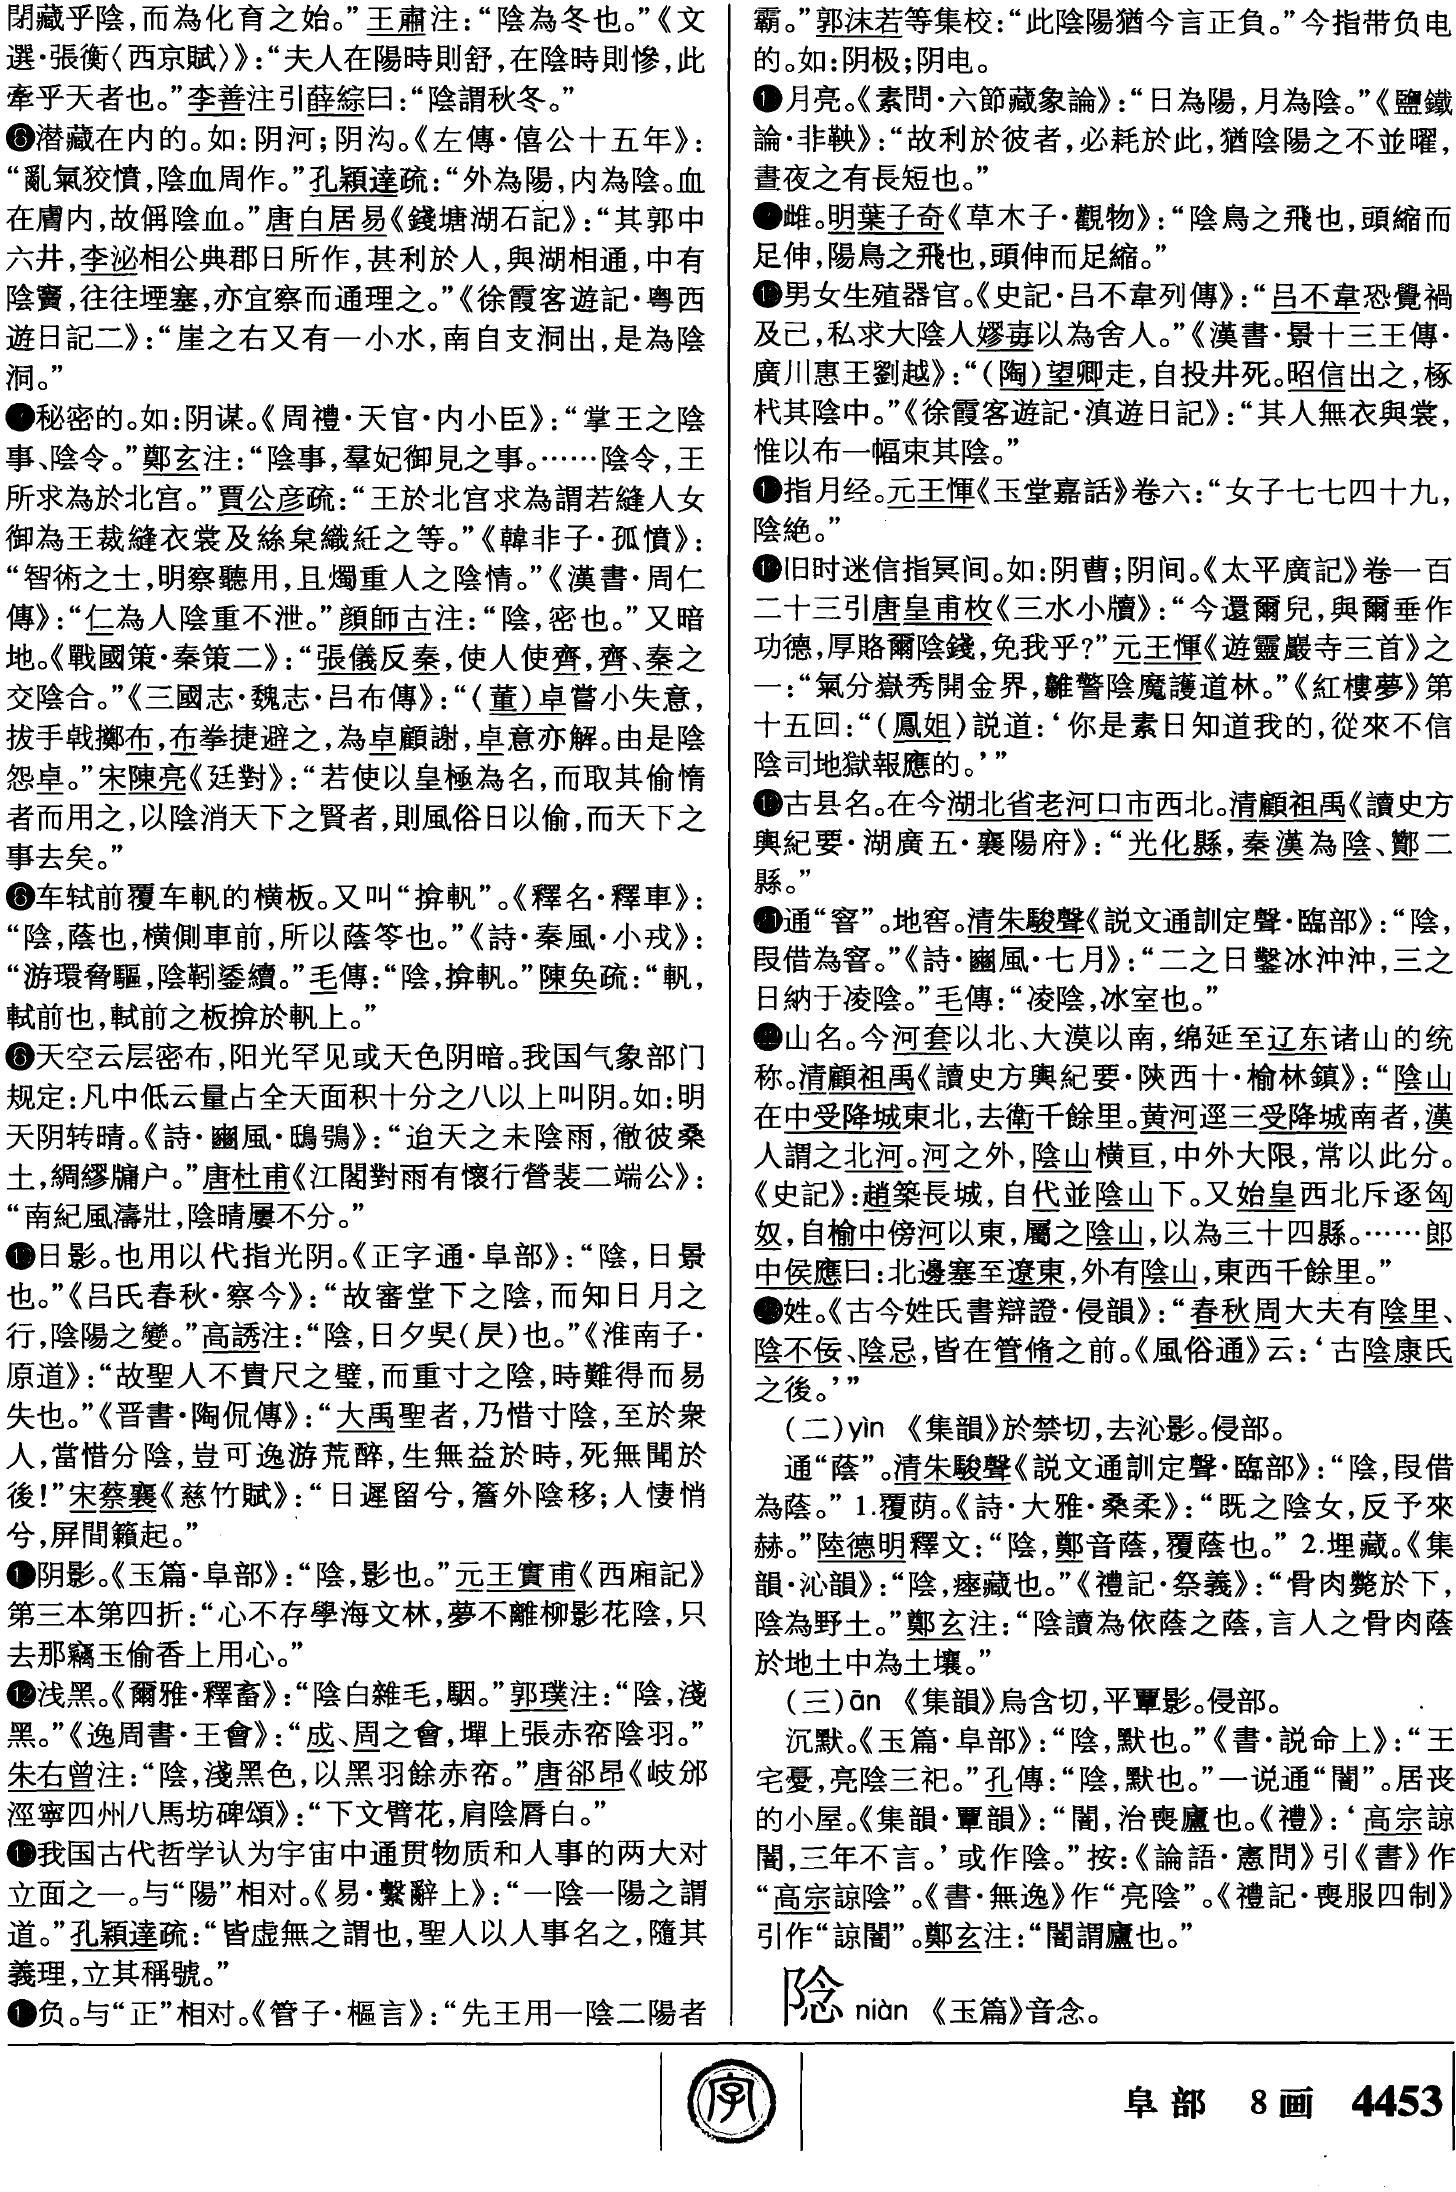 閉藏乎陰，而為化育之始。”王肅注：“陰為冬也。”《文
選·張衡〈西京賦〉》：“夫人在陽時則舒，在陰時則慘，此
牽乎天者也。”李善注引薛綜曰：“陰謂秋冬。”
❻潜藏在内的。如：阴河；阴沟。《左傳·僖公十五年》：
“亂氣狡憤，陰血周作。”孔穎達疏：“外為陽，内為陰。血
在膚内，故偁陰血。”唐白居易《錢塘湖石記》：“其郭中
六井，李泌相公典郡日所作，甚利於人，與湖相通，中有
陰竇，往往堙塞，亦宜察而通理之。”《徐霞客遊記·粤西
遊日記二》：“崖之右又有一小水，南自支洞出，是為陰
洞。”
❼秘密的。如：阴谋。《周禮·天官·内小臣》：“掌王之陰
事、陰令。”鄭玄注：“陰事，羣妃御見之事。……陰令，王
所求為於北宫。”賈公彦疏：“王於北宫求為謂若縫人女
御為王裁縫衣裳及絲枲織紝之等。”《韓非子·孤憤》：
“智術之士，明察聽用，且燭重人之陰情。”《漢書·周仁
傳》：“仁為人陰重不泄。”顔師古注：“陰，密也。”又暗
地。《戰國策·秦策二》：“張儀反秦，使人使齊，齊、秦之
交陰合。”《三國志·魏志·吕布傳》：“（董）卓嘗小失意，
拔手戟擲布，布拳捷避之，為卓顧謝，卓意亦解。由是陰
怨卓。”宋陳亮《廷對》：“若使以皇極為名，而取其偷惰
者而用之，以陰消天下之賢者，則風俗日以偷，而天下之
事去矣。”
❽车轼前覆车軓的横板。又叫“揜軓”。《釋名·釋車》：
“陰，蔭也，横側車前，所以蔭笭也。”《詩·秦風·小戎》：
“游環脅驅，陰靷鋈續。”毛傳：“陰，揜軓。”陳奂疏：“軓，
軾前也，軾前之板揜於軓上。”
❾天空云层密布，阳光罕见或天色阴暗。我国气象部门
规定：凡中低云量占全天面积十分之八以上叫阴。如：明
天阴转晴。《詩·豳風·鴟鴞》：“迨天之未陰雨，徹彼桑
土，綢繆牖户。”唐杜甫《江閣對雨有懷行營裴二端公》：
“南紀風濤壯，陰晴屢不分。”
❿日影。也用以代指光阴。《正字通·阜部》：“陰，日景
也。”《吕氏春秋·察今》：“故審堂下之陰，而知日月之
行，陰陽之變。”高誘注：“陰，日夕昃（昃）也。”《淮南子·
原道》：“故聖人不貴尺之璧，而重寸之陰，時難得而易
失也。”《晋書·陶侃傳》：“大禹聖者，乃惜寸陰，至於衆
人，當惜分陰，豈可逸游荒醉，生無益於時，死無聞於
後！”宋蔡襄《慈竹賦》：“日遲留兮，簷外陰移；人悽悄
兮，屏間籟起。”
⓫阴影。《玉篇·阜部》：“陰，影也。”元王實甫《西廂記》
第三本第四折：“心不存學海文林，夢不離柳影花陰，只
去那竊玉偷香上用心。”
⓬浅黑。《爾雅·釋畜》：“陰白雜毛，駰。”郭璞注：“陰，淺
黑。”《逸周書·王會》：“成、周之會，墠上張赤帟陰羽。”
朱右曾注：“陰，淺黑色，以黑羽餘赤帟。”唐郤昂《岐邠
涇寧四州八馬坊碑頌》：“下文臂花，肩陰脣白。”
⓭我国古代哲学认为宇宙中通贯物质和人事的两大对
立面之一。与“陽”相对。《易·繫辭上》：“一陰一陽之謂
道。”孔穎達疏：“皆虚無之謂也，聖人以人事名之，隨其
義理，立其稱號。”
⓮负。与“正”相对。《管子·樞言》：“先王用一陰二陽者
霸。”郭沫若等集校：“此陰陽猶今言正負。”今指带负电
的。如：阴极；阴电。
⓯月亮。《素問·六節藏象論》：“日為陽，月為陰。”《鹽鐵
論·非鞅》：“故利於彼者，必耗於此，猶陰陽之不並曜，
晝夜之有長短也。”
⓰雌。明葉子奇《草木子·觀物》：“陰鳥之飛也，頭縮而
足伸，陽鳥之飛也，頭伸而足縮。”
⓱男女生殖器官。《史記·吕不韋列傳》：“吕不韋恐覺禍
及己，私求大陰人嫪毐以為舍人。”《漢書·景十三王傳·
廣川惠王劉越》：“（陶）望卿走，自投井死。昭信出之，椓
杙其陰中。”《徐霞客遊記·滇遊日記》：“其人無衣與裳，
惟以布一幅束其陰。”
⓲指月经。元王惲《玉堂嘉話》卷六：“女子七七四十九，
陰絶。”
⓳旧时迷信指冥间。如：阴曹；阴间。《太平廣記》卷一百
二十三引唐皇甫枚《三水小牘》：“今還爾兒，與爾垂作
功德，厚賂爾陰錢，免我乎？”元王惲《遊靈巖寺三首》之
一：“氣分嶽秀開金界，雛警陰魔護道林。”《紅樓夢》第
十五回：“（鳳姐）説道：‘你是素日知道我的，從來不信
陰司地獄報應的。’”
⓴古县名。在今湖北省老河口市西北。清顧祖禹《讀史方
輿紀要·湖廣五·襄陽府》：“光化縣，秦漢為陰、酇二
縣。”
㉑通“窨”。地窖。清朱駿聲《説文通訓定聲·臨部》：“陰，
叚借為窨。”《詩·豳風·七月》：“二之日鑿冰沖沖，三之
日納于凌陰。”毛傳：“凌陰，冰室也。”
㉒山名。今河套以北、大漠以南，绵延至辽东诸山的统
称。清顧祖禹《讀史方輿紀要·陝西十·榆林鎮》：“陰山
在中受降城東北，去衛千餘里。黄河逕三受降城南者，漢
人謂之北河。河之外，陰山横亘，中外大限，常以此分。
《史記》：趙築長城，自代並陰山下。又始皇西北斥逐匈
奴，自榆中傍河以東，屬之陰山，以為三十四縣。……郎
中侯應曰：北邊塞至遼東，外有陰山，東西千餘里。”
㉓姓。《古今姓氏書辯證·侵韻》：“春秋周大夫有陰里、
陰不佞、陰忌，皆在管脩之前。《風俗通》云：‘古陰康氏
之後。’”
（二）yìn 《集韻》於禁切，去沁影。侵部。
通“蔭”。清朱駿聲《説文通訓定聲·臨部》：“陰，叚借
為蔭。” 1.覆荫。《詩·大雅·桑柔》：“既之陰女，反予來
赫。”陸德明釋文：“陰，鄭音蔭，覆蔭也。” 2.埋藏。《集
韻·沁韻》：“陰，瘞藏也。”《禮記·祭義》：“骨肉斃於下，
陰為野土。”鄭玄注：“陰讀為依蔭之蔭，言人之骨肉蔭
於地土中為土壤。”
（三）ān 《集韻》烏含切，平覃影。侵部。
沉默。《玉篇·阜部》：“陰，默也。”《書·説命上》：“王
宅憂，亮陰三祀。”孔傳：“陰，默也。”一说通“闇”。居丧
的小屋。《集韻·覃韻》：“闇，治喪廬也。《禮》：‘高宗諒
闇，三年不言。’或作陰。”按：《論語·憲問》引《書》作
“高宗諒陰”。《書·無逸》作“亮陰”。《禮記·喪服四制》
引作“諒闇”。鄭玄注：“闇謂廬也。”
隌 niàn 《玉篇》音念。
字
阜部 8画 4453